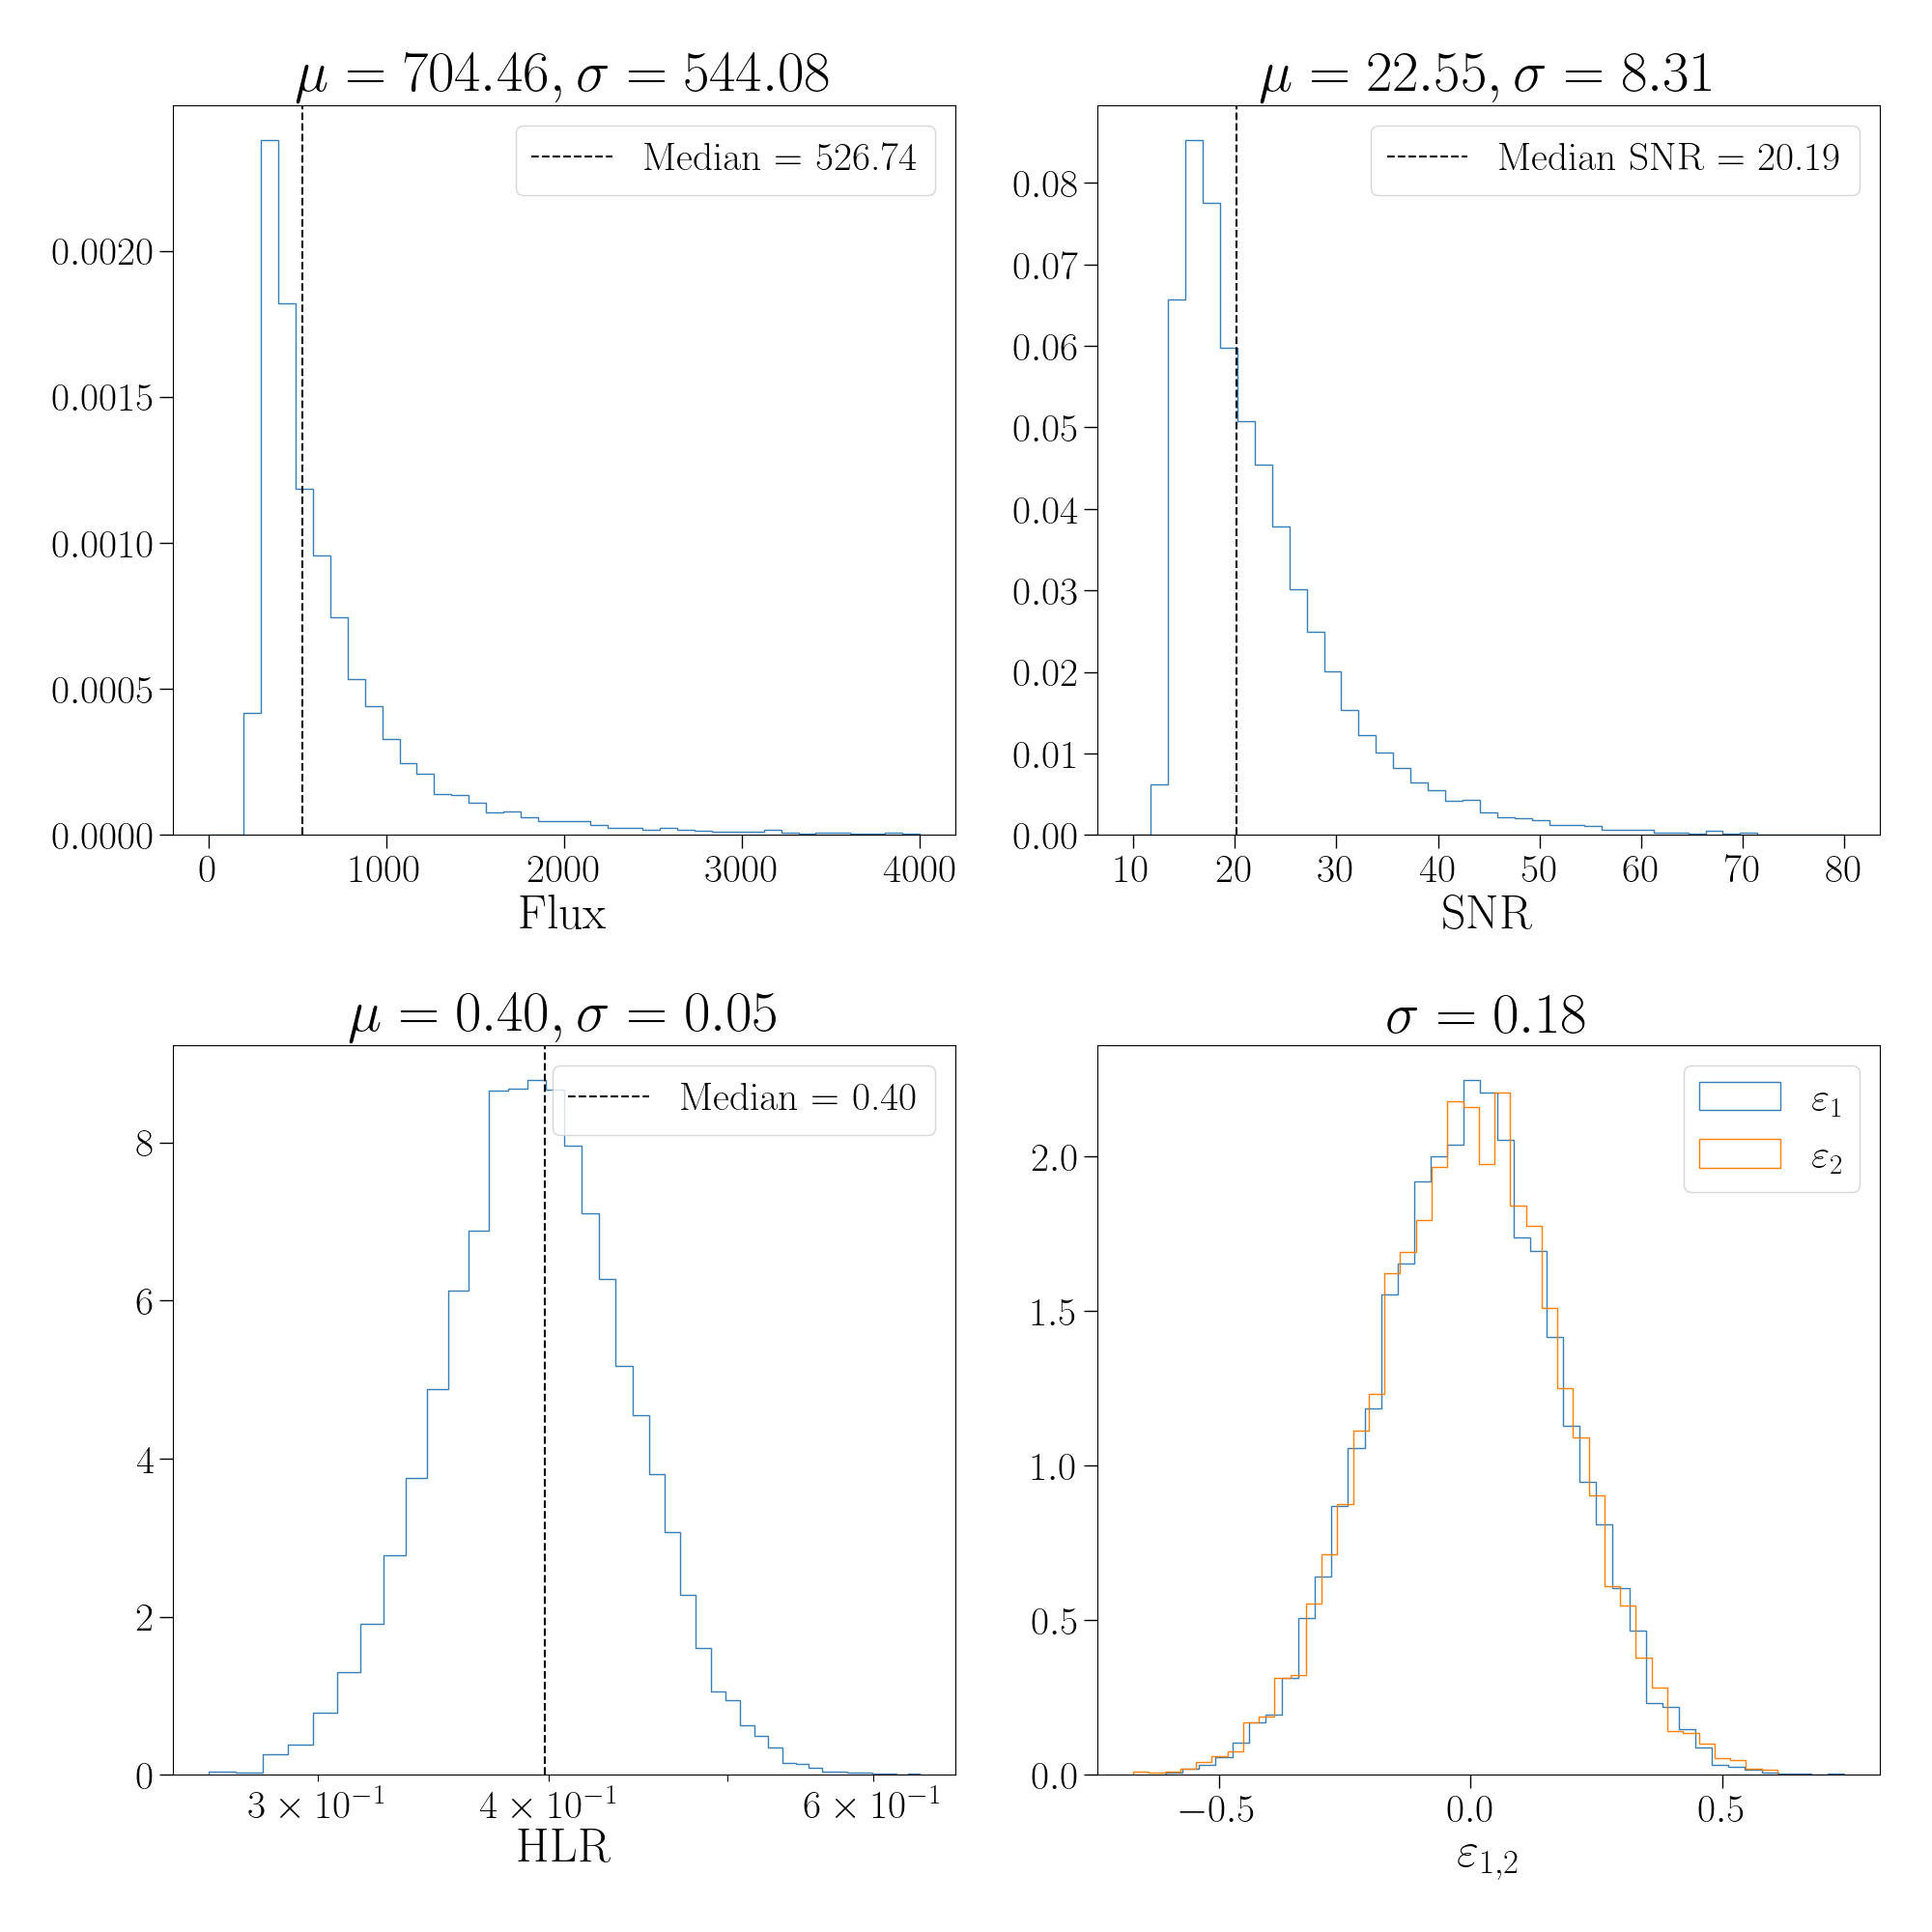 μ = 704.46, σ = 544.08
Median = 526.74
0.0020
0.0015
0.0010
0.0005
0.0000
0 1000 2000 3000 4000
Flux
μ = 22.55, σ = 8.31
Median SNR = 20.19
0.08
0.07
0.06
0.05
0.04
0.03
0.02
0.01
0.00
10 20 30 40 50 60 70 80
SNR
μ = 0.40, σ = 0.05
Median = 0.40
8
6
4
2
0
3 × 10⁻¹ 4 × 10⁻¹ 6 × 10⁻¹
HLR
σ = 0.18
ε₁
ε₂
2.0
1.5
1.0
0.5
0.0
−0.5 0.0 0.5
ε₁,₂